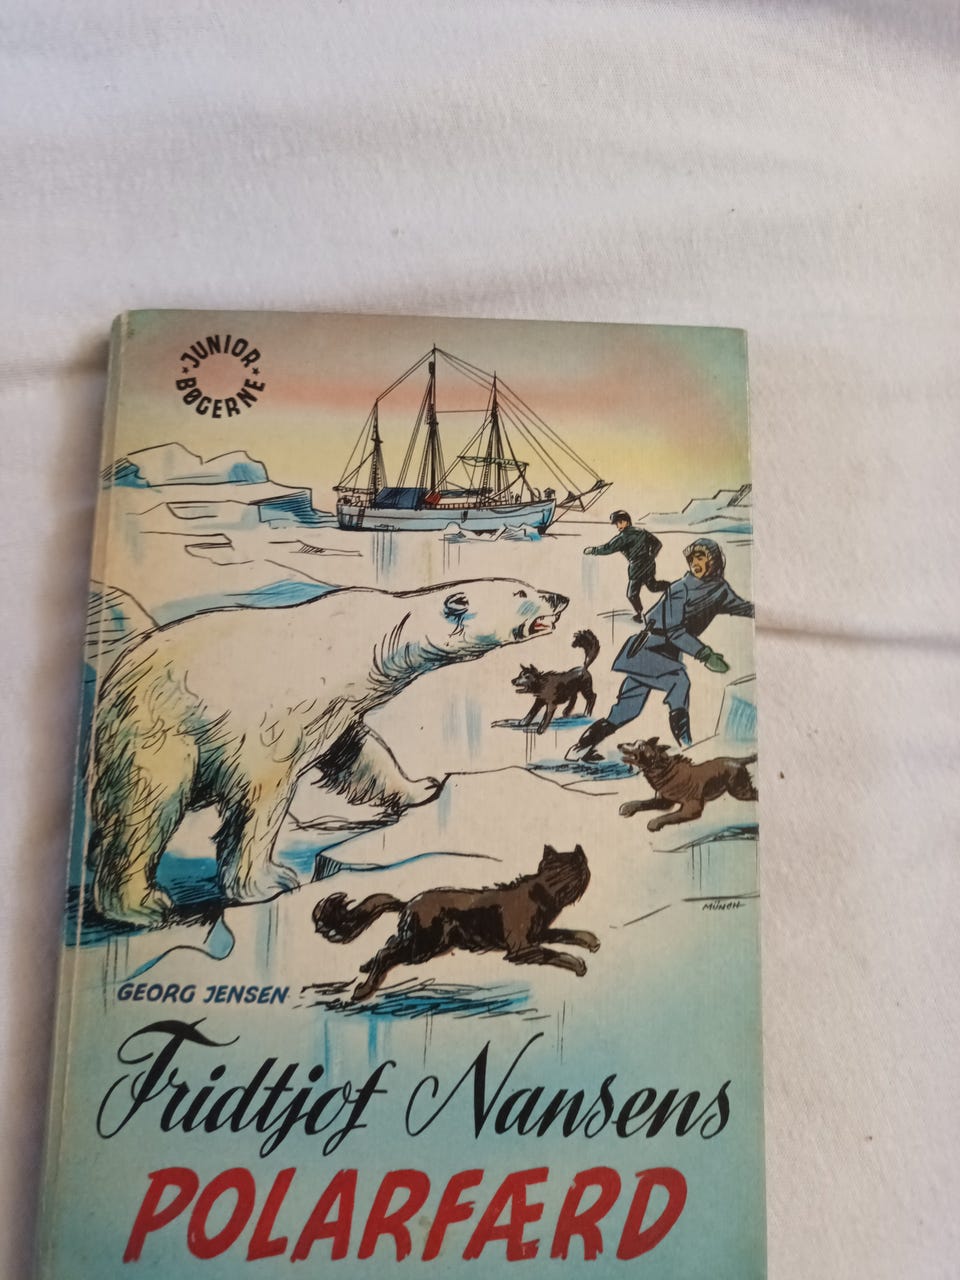 JUNIOR
BØGERNE
MÜNCH
GEORG JENSEN
Fridtjof Nansens
POLARFÆRD